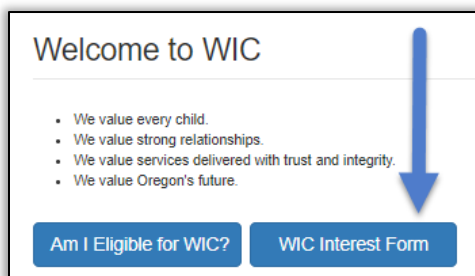 Welcome to WIC
• We value every child.
• We value strong relationships.
• We value services delivered with trust and integrity.
• We value Oregon's future.
Am I Eligible for WIC? WIC Interest Form